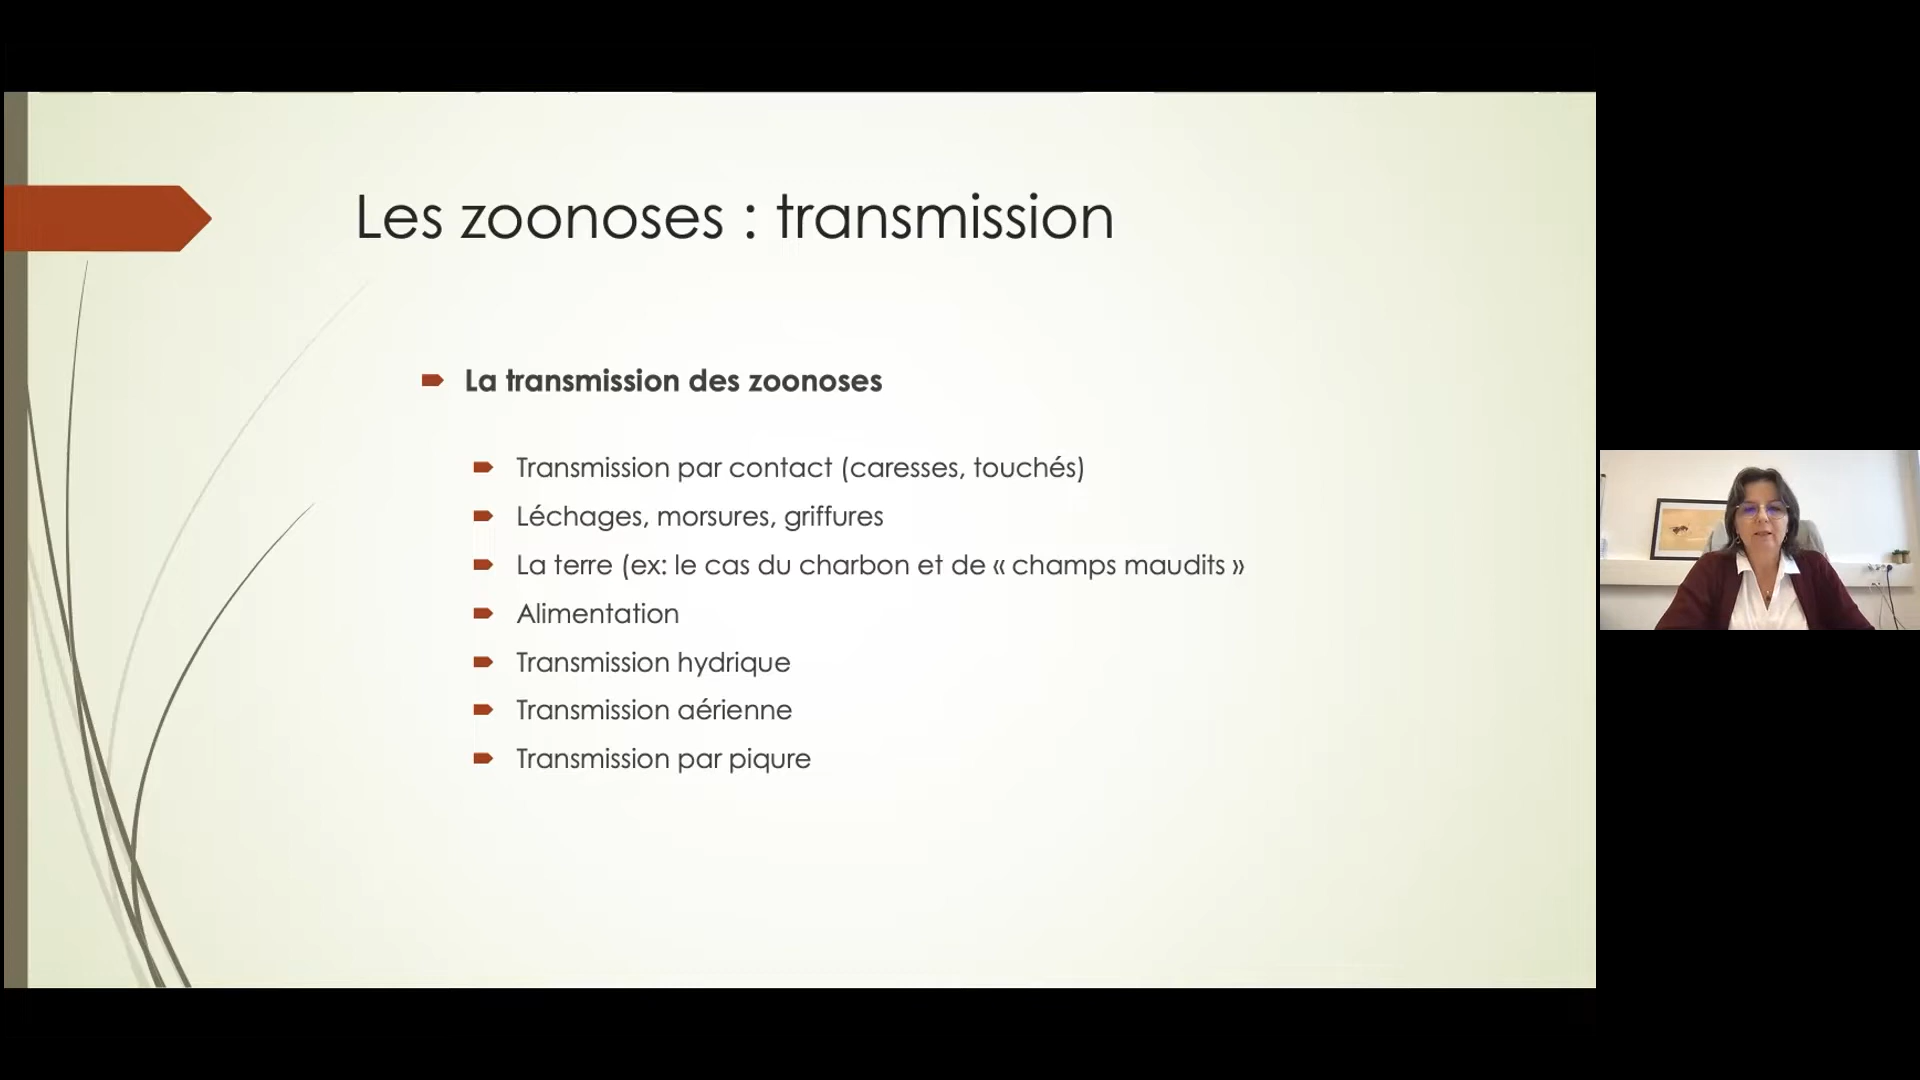 Les zoonoses : transmission
La transmission des zoonoses
Transmission par contact (caresses, touchés)
Léchages, morsures, griffures
La terre (ex: le cas du charbon et de « champs maudits »
Alimentation
Transmission hydrique
Transmission aérienne
Transmission par piqure